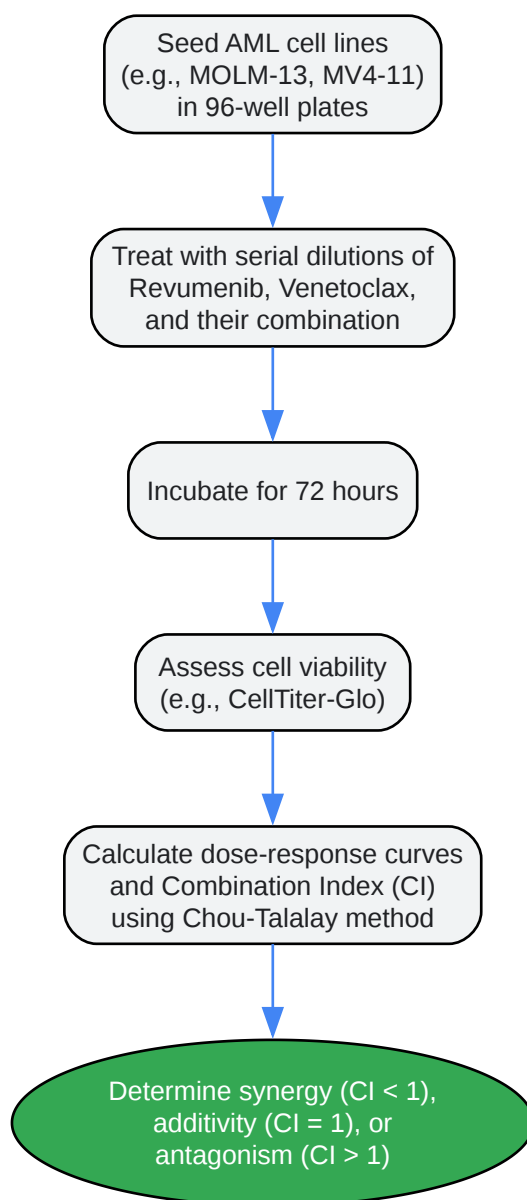 Seed AML cell lines
(e.g., MOLM-13, MV4-11)
in 96-well plates
Treat with serial dilutions of
Revumenib, Venetoclax,
and their combination
Incubate for 72 hours
Assess cell viability
(e.g., CellTiter-Glo)
Calculate dose-response curves
and Combination Index (CI)
using Chou-Talalay method
Determine synergy (CI < 1),
additivity (CI = 1), or
antagonism (CI > 1)